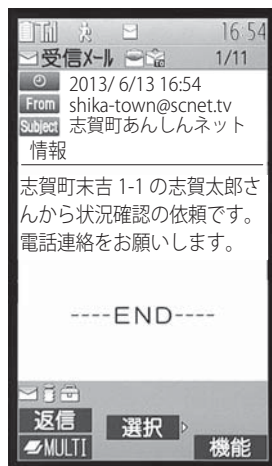 16:54
受信メール
1/11
2013/ 6/13 16:54
From shika-town@scnet.tv
Subject 志賀町あんしんネット
情報
志賀町末吉 1-1 の志賀太郎さ
んから状況確認の依頼です。
電話連絡をお願いします。
----END----
返信
選択
MULTI
機能